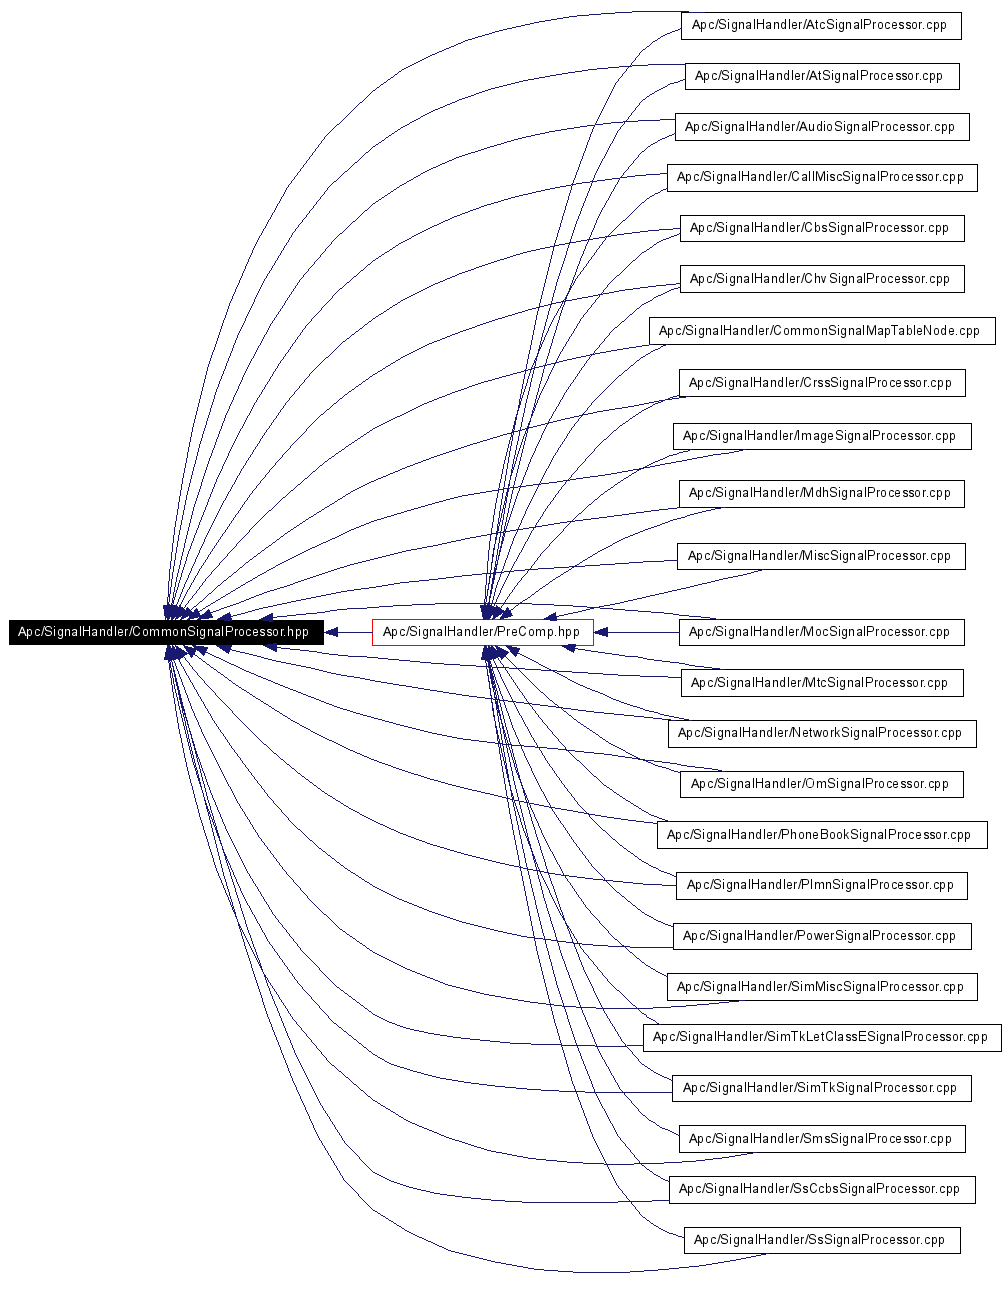 Apc/SignalHandler/AtcSignalProcessor.cpp
Apc/SignalHandler/AtSignalProcessor.cpp
Apc/SignalHandler/AudioSignalProcessor.cpp
Apc/SignalHandler/CallMiscSignalProcessor.cpp
Apc/SignalHandler/CbsSignalProcessor.cpp
Apc/SignalHandler/ChvSignalProcessor.cpp
Apc/SignalHandler/CommonSignalMapTableNode.cpp
Apc/SignalHandler/CrssSignalProcessor.cpp
Apc/SignalHandler/ImageSignalProcessor.cpp
Apc/SignalHandler/MdhSignalProcessor.cpp
Apc/SignalHandler/MiscSignalProcessor.cpp
Apc/SignalHandler/CommonSignalProcessor.hpp
Apc/SignalHandler/PreComp.hpp
Apc/SignalHandler/MocSignalProcessor.cpp
Apc/SignalHandler/MtcSignalProcessor.cpp
Apc/SignalHandler/NetworkSignalProcessor.cpp
Apc/SignalHandler/OmSignalProcessor.cpp
Apc/SignalHandler/PhoneBookSignalProcessor.cpp
Apc/SignalHandler/PlmnSignalProcessor.cpp
Apc/SignalHandler/PowerSignalProcessor.cpp
Apc/SignalHandler/SimMiscSignalProcessor.cpp
Apc/SignalHandler/SimTkLetClassESignalProcessor.cpp
Apc/SignalHandler/SimTkSignalProcessor.cpp
Apc/SignalHandler/SmsSignalProcessor.cpp
Apc/SignalHandler/SsCcbsSignalProcessor.cpp
Apc/SignalHandler/SsSignalProcessor.cpp